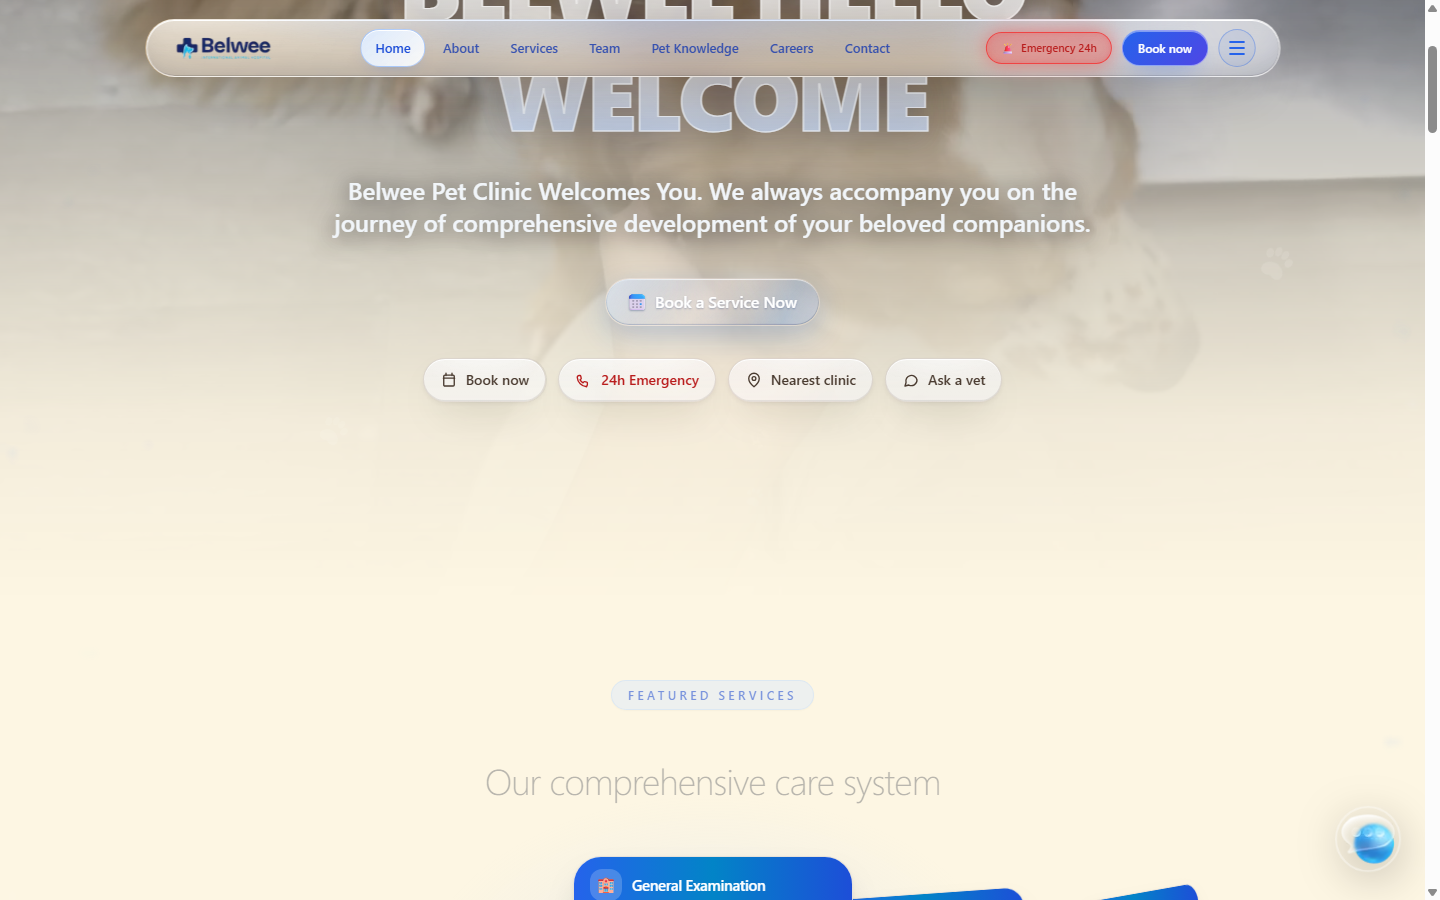 BELWEE HELLO
Belwee
Home
About
Services
Team
Pet Knowledge
Careers
Contact
Emergency 24h
Book now
WELCOME
Belwee Pet Clinic Welcomes You. We always accompany you on the
journey of comprehensive development of your beloved companions.
Book a Service Now
Book now
24h Emergency
Nearest clinic
Ask a vet
FEATURED SERVICES
Our comprehensive care system
General Examination